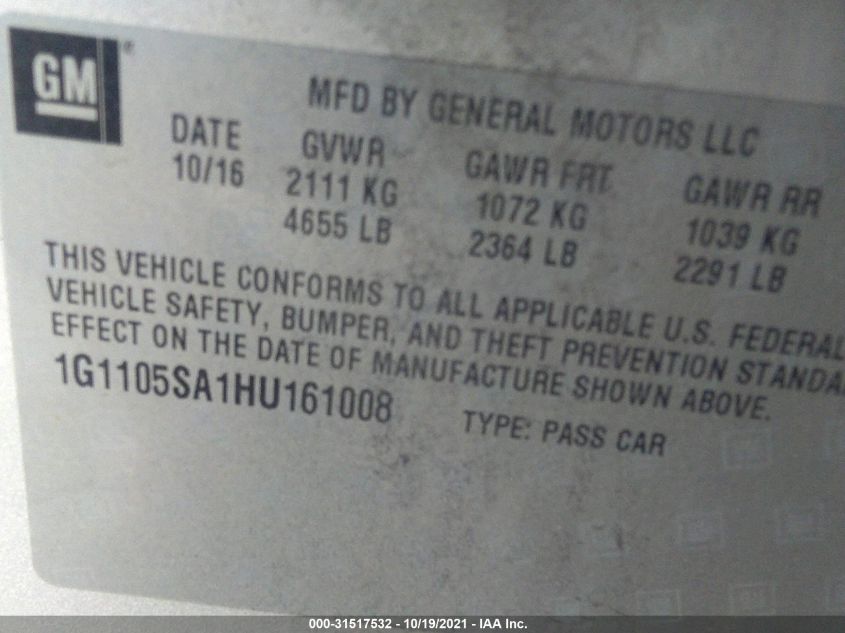 GM®
MFD BY GENERAL MOTORS LLC
DATE GVWR GAWR FRT GAWR RR
10/16 2111 KG 1072 KG 1039 KG
4655 LB 2364 LB 2291 LB
THIS VEHICLE CONFORMS TO ALL APPLICABLE U.S. FEDERAL
VEHICLE SAFETY, BUMPER, AND THEFT PREVENTION STANDA
EFFECT ON THE DATE OF MANUFACTURE SHOWN ABOVE.
1G1105SA1HU161008 TYPE: PASS CAR
000-31517532 - 10/19/2021 - IAA Inc.